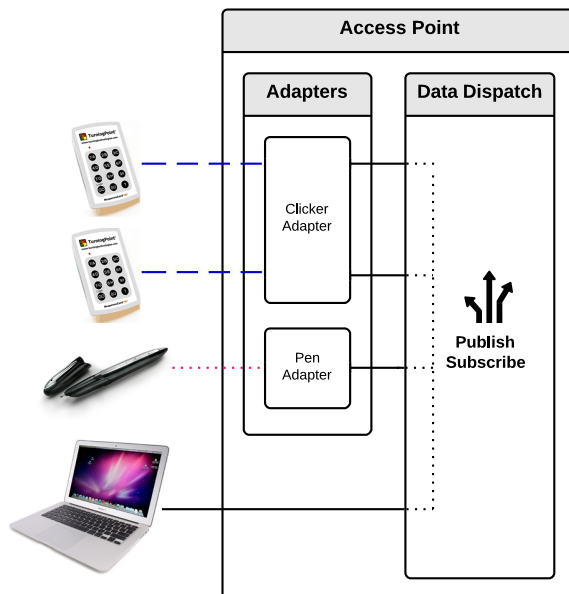 Access Point
Adapters
Data Dispatch
TurningPoint
Clicker
Adapter
TurningPoint
Publish
Subscribe
Pen
Adapter